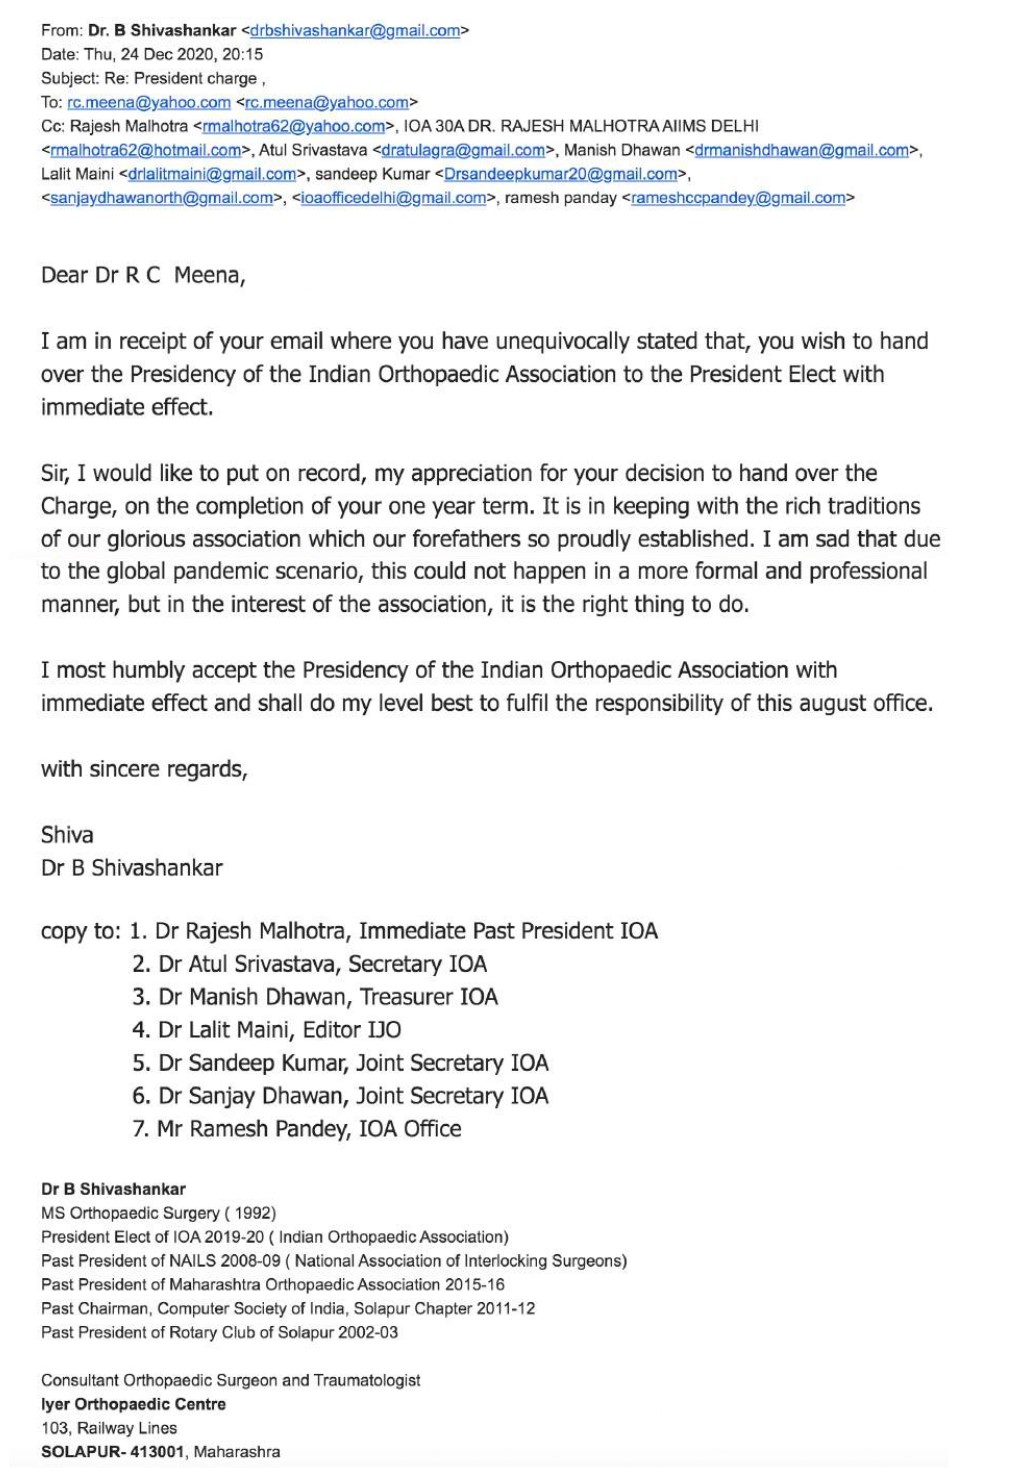 From: Dr. B Shivashankar <drbshivashankar@gmail.com>
Date: Thu, 24 Dec 2020, 20:15
Subject: Re: President charge ,
To: rc.meena@yahoo.com <rc.meena@yahoo.com>
Cc: Rajesh Malhotra <rmalhotra62@yahoo.com>, IOA 30A DR. RAJESH MALHOTRA AIIMS DELHI
<rmalhotra62@hotmail.com>, Atul Srivastava <dratulagra@gmail.com>, Manish Dhawan <drmanishdhawan@gmail.com>,
Lalit Maini <drlalitmaini@gmail.com>, sandeep Kumar <Drsandeepkumar20@gmail.com>,
<sanjaydhawanorth@gmail.com>, <ioaofficedelhi@gmail.com>, ramesh panday <rameshccpandey@gmail.com>
Dear Dr R C  Meena,
I am in receipt of your email where you have unequivocally stated that, you wish to hand
over the Presidency of the Indian Orthopaedic Association to the President Elect with
immediate effect.
Sir, I would like to put on record, my appreciation for your decision to hand over the
Charge, on the completion of your one year term. It is in keeping with the rich traditions
of our glorious association which our forefathers so proudly established. I am sad that due
to the global pandemic scenario, this could not happen in a more formal and professional
manner, but in the interest of the association, it is the right thing to do.
I most humbly accept the Presidency of the Indian Orthopaedic Association with
immediate effect and shall do my level best to fulfil the responsibility of this august office.
with sincere regards,
Shiva
Dr B Shivashankar
copy to: 1. Dr Rajesh Malhotra, Immediate Past President IOA
2. Dr Atul Srivastava, Secretary IOA
3. Dr Manish Dhawan, Treasurer IOA
4. Dr Lalit Maini, Editor IJO
5. Dr Sandeep Kumar, Joint Secretary IOA
6. Dr Sanjay Dhawan, Joint Secretary IOA
7. Mr Ramesh Pandey, IOA Office
Dr B Shivashankar
MS Orthopaedic Surgery ( 1992)
President Elect of IOA 2019-20 ( Indian Orthopaedic Association)
Past President of NAILS 2008-09 ( National Association of Interlocking Surgeons)
Past President of Maharashtra Orthopaedic Association 2015-16
Past Chairman, Computer Society of India, Solapur Chapter 2011-12
Past President of Rotary Club of Solapur 2002-03
Consultant Orthopaedic Surgeon and Traumatologist
Iyer Orthopaedic Centre
103, Railway Lines
SOLAPUR- 413001, Maharashra